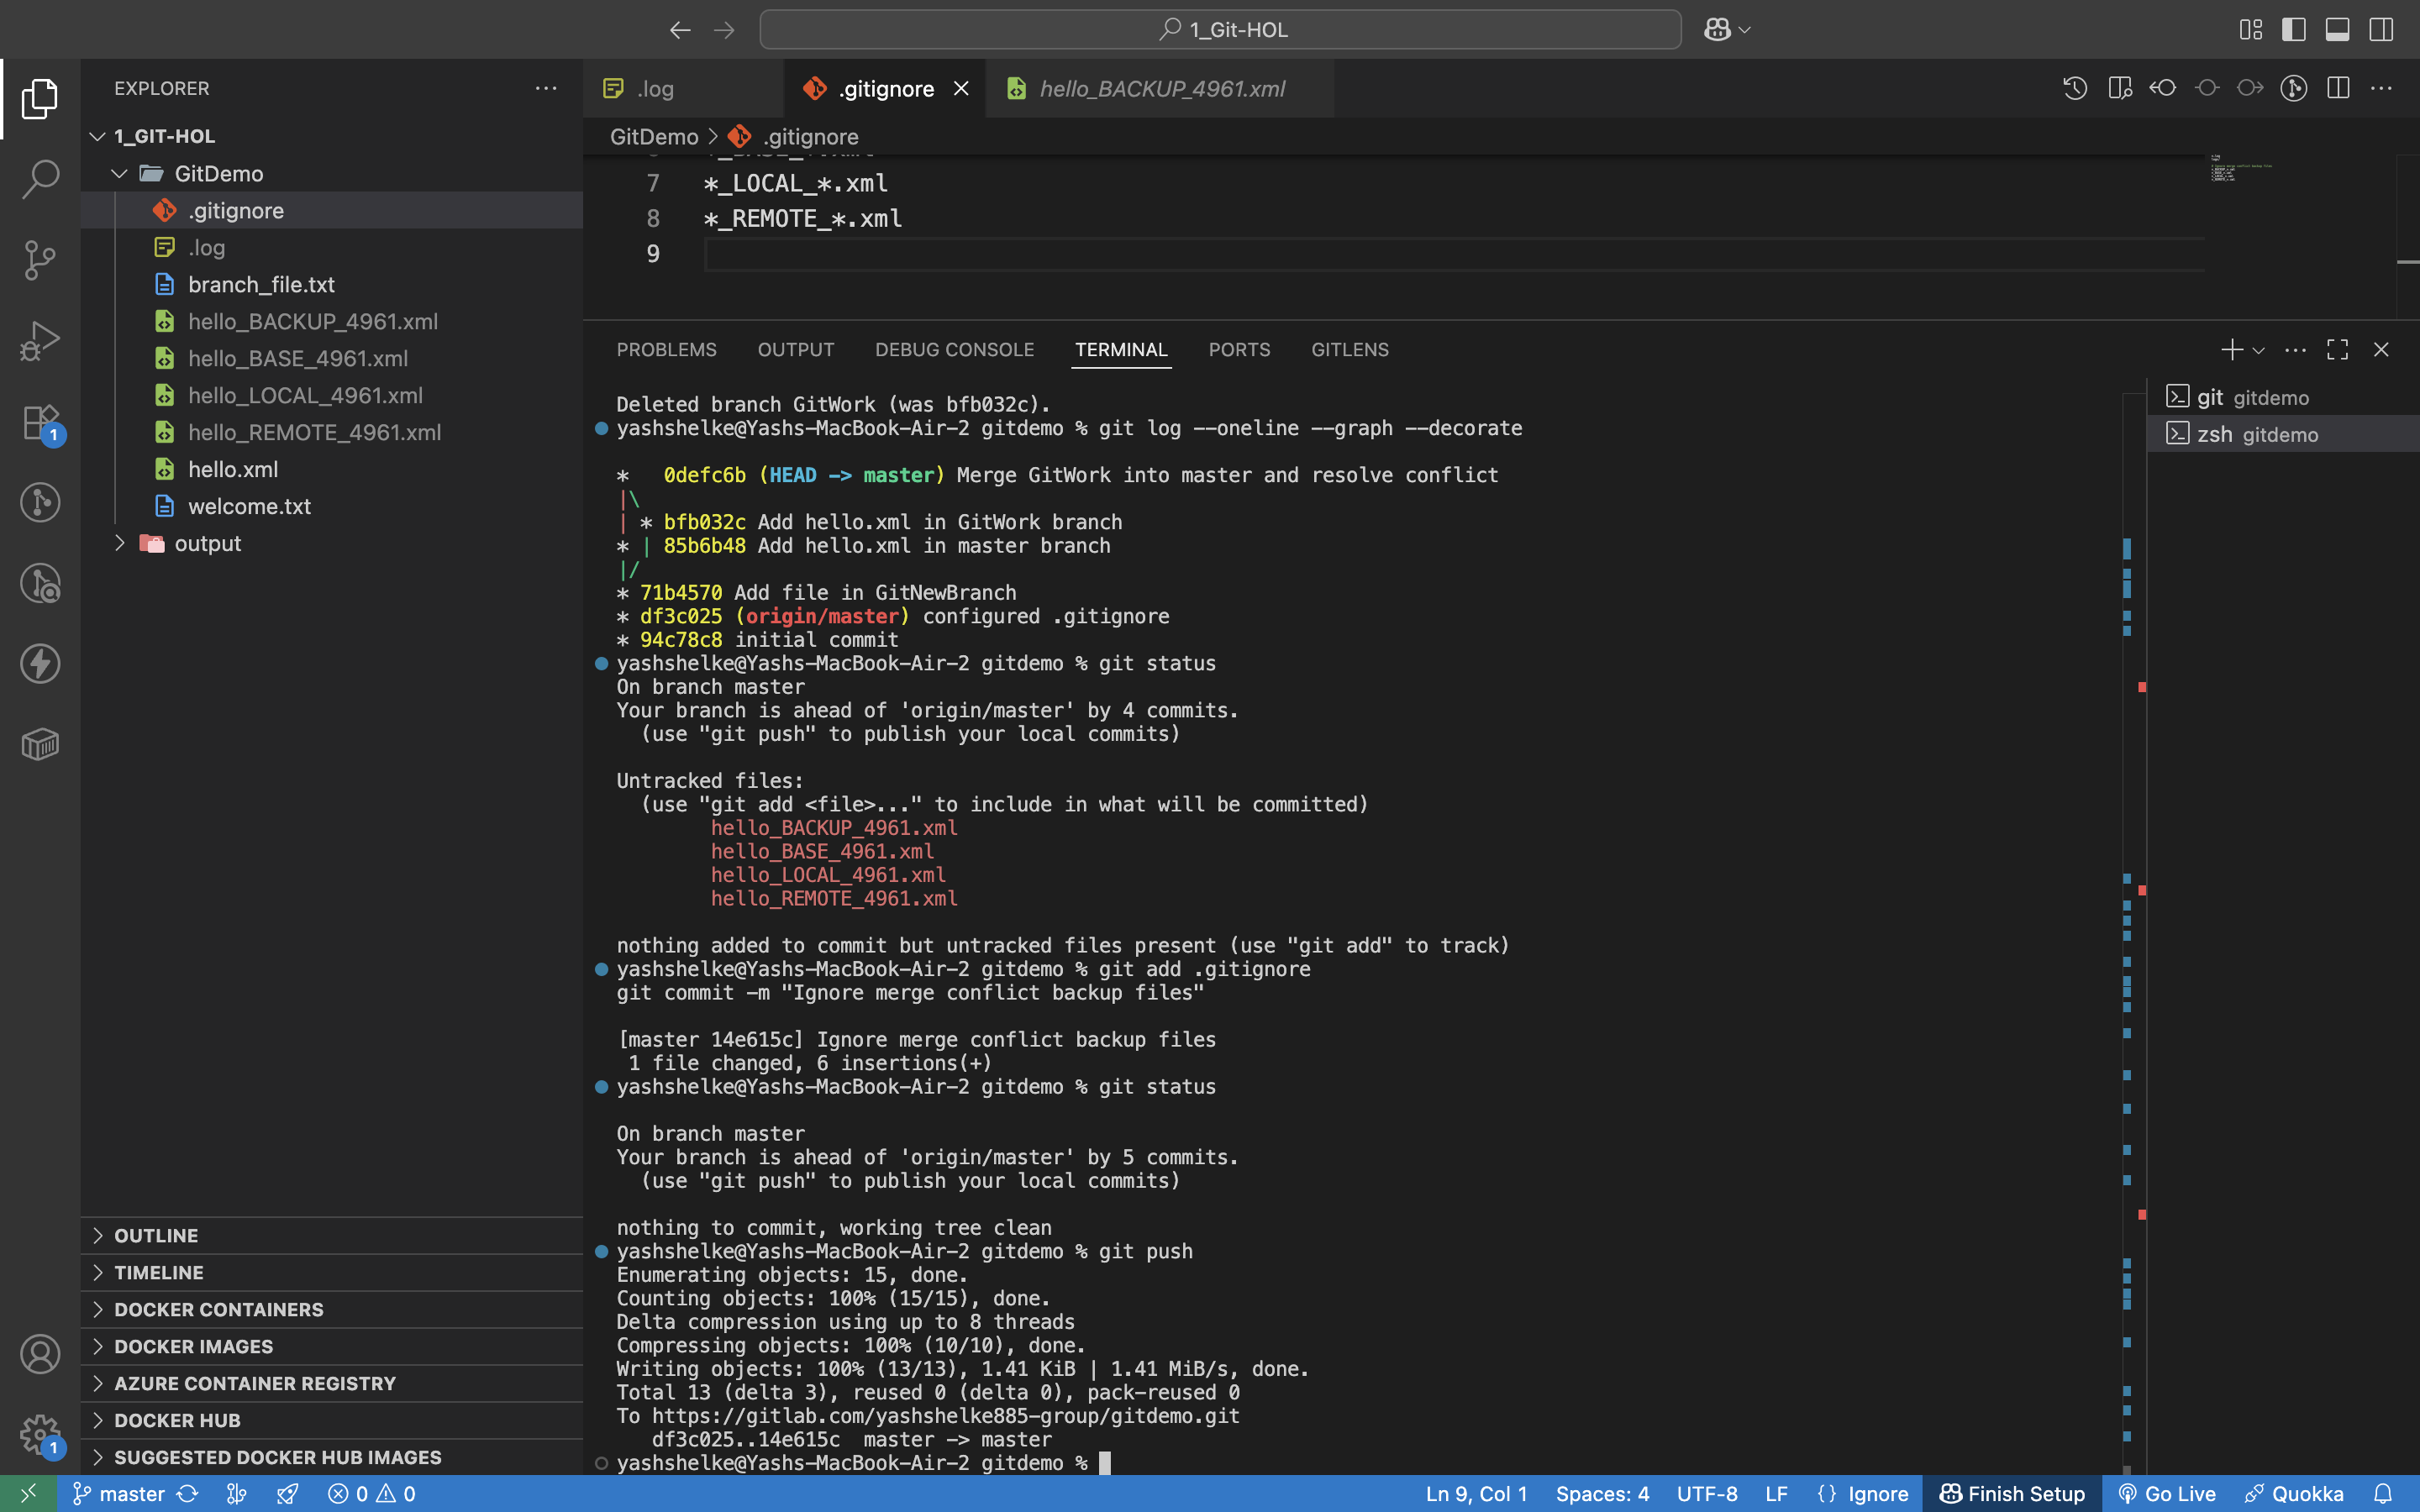 1_Git-HOL
EXPLORER
1_GIT-HOL
GitDemo
.gitignore
.log
branch_file.txt
hello_BACKUP_4961.xml
hello_BASE_4961.xml
hello_LOCAL_4961.xml
hello_REMOTE_4961.xml
hello.xml
welcome.txt
output
OUTLINE
TIMELINE
DOCKER CONTAINERS
DOCKER IMAGES
AZURE CONTAINER REGISTRY
DOCKER HUB
SUGGESTED DOCKER HUB IMAGES
1
1
.log .gitignore hello_BACKUP_4961.xml
GitDemo > .gitignore
7 *_LOCAL_*.xml
8 *_REMOTE_*.xml
9
PROBLEMS OUTPUT DEBUG CONSOLE TERMINAL PORTS GITLENS
git gitdemo
zsh gitdemo
Deleted branch GitWork (was bfb032c).
yashshelke@Yashs-MacBook-Air-2 gitdemo % git log --oneline --graph --decorate
*   0defc6b (HEAD -> master) Merge GitWork into master and resolve conflict
|\
| * bfb032c Add hello.xml in GitWork branch
* | 85b6b48 Add hello.xml in master branch
|/
* 71b4570 Add file in GitNewBranch
* df3c025 (origin/master) configured .gitignore
* 94c78c8 initial commit
yashshelke@Yashs-MacBook-Air-2 gitdemo % git status
On branch master
Your branch is ahead of 'origin/master' by 4 commits.
(use "git push" to publish your local commits)
Untracked files:
(use "git add <file>..." to include in what will be committed)
hello_BACKUP_4961.xml
hello_BASE_4961.xml
hello_LOCAL_4961.xml
hello_REMOTE_4961.xml
nothing added to commit but untracked files present (use "git add" to track)
yashshelke@Yashs-MacBook-Air-2 gitdemo % git add .gitignore
git commit -m "Ignore merge conflict backup files"
[master 14e615c] Ignore merge conflict backup files
1 file changed, 6 insertions(+)
yashshelke@Yashs-MacBook-Air-2 gitdemo % git status
On branch master
Your branch is ahead of 'origin/master' by 5 commits.
(use "git push" to publish your local commits)
nothing to commit, working tree clean
yashshelke@Yashs-MacBook-Air-2 gitdemo % git push
Enumerating objects: 15, done.
Counting objects: 100% (15/15), done.
Delta compression using up to 8 threads
Compressing objects: 100% (10/10), done.
Writing objects: 100% (13/13), 1.41 KiB | 1.41 MiB/s, done.
Total 13 (delta 3), reused 0 (delta 0), pack-reused 0
To https://gitlab.com/yashshelke885-group/gitdemo.git
df3c025..14e615c  master -> master
yashshelke@Yashs-MacBook-Air-2 gitdemo %
master 0 0 Ln 9, Col 1 Spaces: 4 UTF-8 LF {} Ignore Finish Setup Go Live Quokka